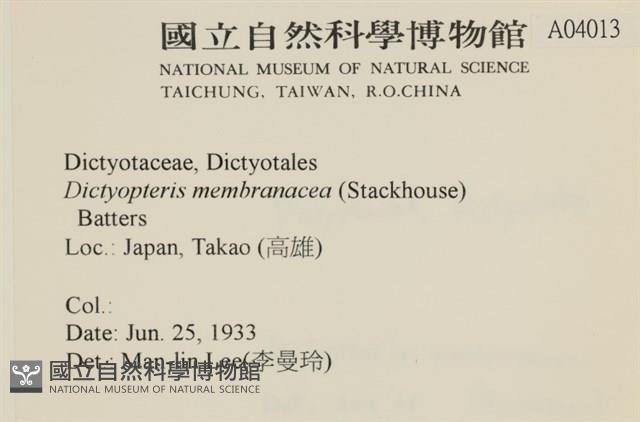 國立自然科學博物館 A04013
NATIONAL MUSEUM OF NATURAL SCIENCE
TAICHUNG, TAIWAN, R.O.CHINA
Dictyotaceae, Dictyotales
Dictyopteris membranacea (Stackhouse)
Batters
Loc.: Japan, Takao (高雄)
Col.:
Date: Jun. 25, 1933
Det.: Man-lin Lee(李曼玲)
國立自然科學博物館
NATIONAL MUSEUM OF NATURAL SCIENCE